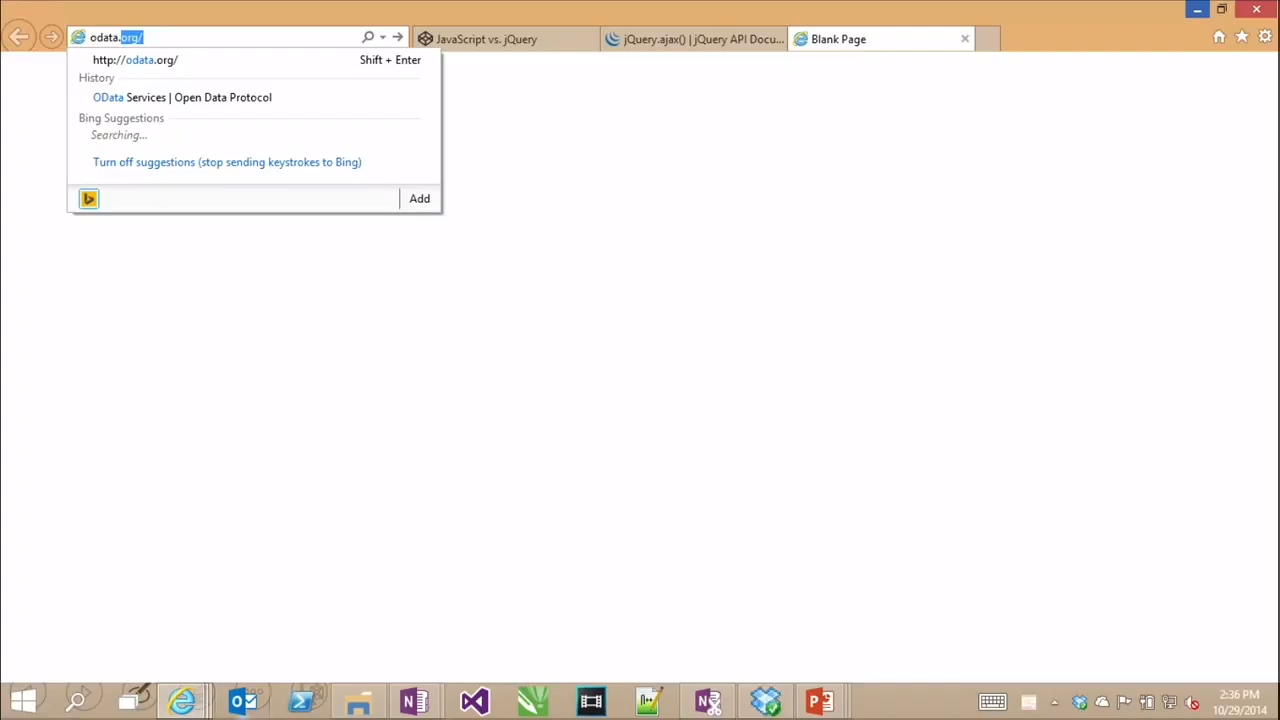 odata.org/
JavaScript vs. jQuery
jQuery.ajax() | jQuery API Docu...
Blank Page
http://odata.org/
Shift + Enter
History
OData Services | Open Data Protocol
Bing Suggestions
Searching...
Turn off suggestions (stop sending keystrokes to Bing)
Add
2:36 PM
10/29/2014